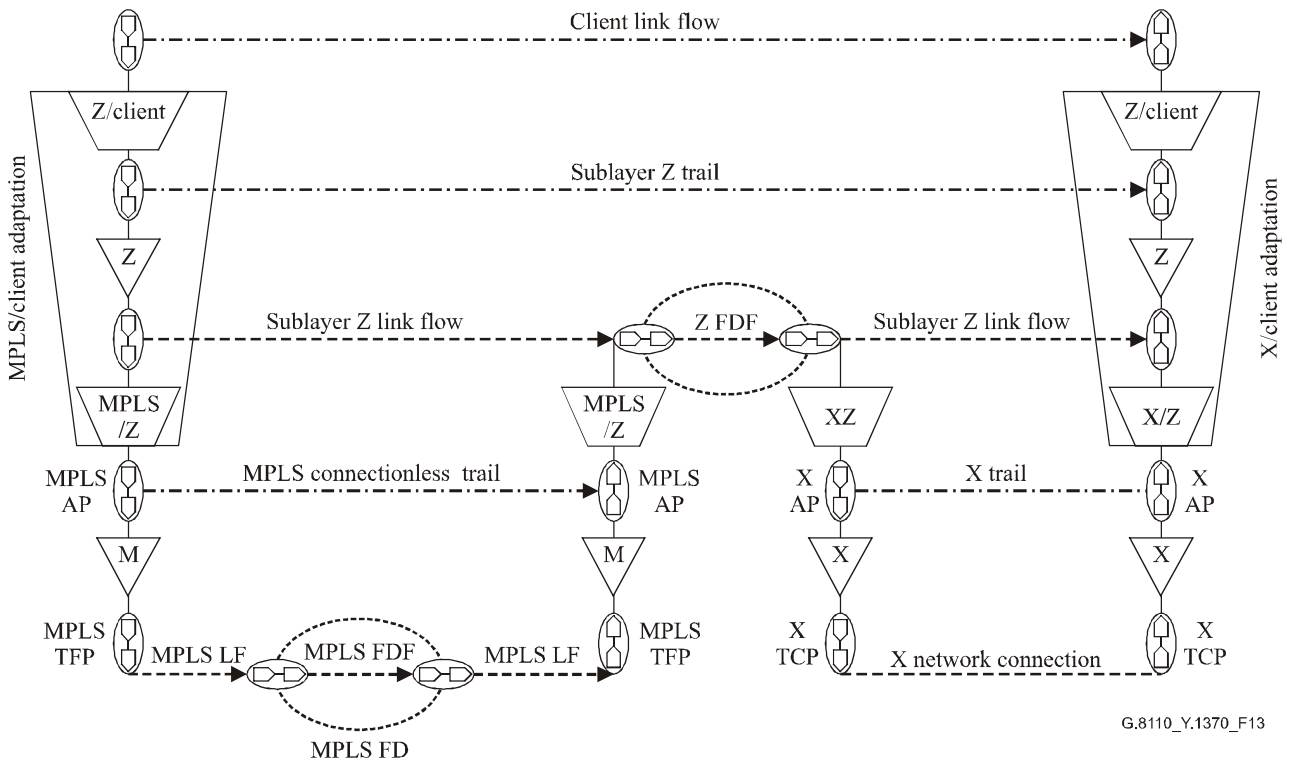 Client link flow
Z/client
Z/client
MPLS/client adaptation
X/client adaptation
Sublayer Z trail
Z
Z
Sublayer Z link flow
Z FDF
Sublayer Z link flow
MPLS
/Z
MPLS
/Z
XZ
X/Z
MPLS
AP
MPLS connectionless trail
MPLS
AP
X
AP
X trail
X
AP
M
M
X
X
MPLS
TFP
MPLS LF
MPLS FDF
MPLS LF
MPLS
TFP
X
TCP
X network connection
X
TCP
MPLS FD
G.8110_Y.1370_F13